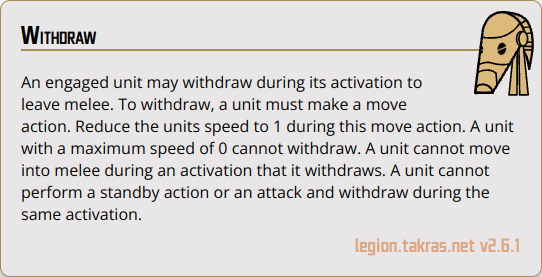 Withdraw
An engaged unit may withdraw during its activation to
leave melee. To withdraw, a unit must make a move
action. Reduce the units speed to 1 during this move action. A unit
with a maximum speed of 0 cannot withdraw. A unit cannot move
into melee during an activation that it withdraws. A unit cannot
perform a standby action or an attack and withdraw during the
same activation.
legion.takras.net v2.6.1